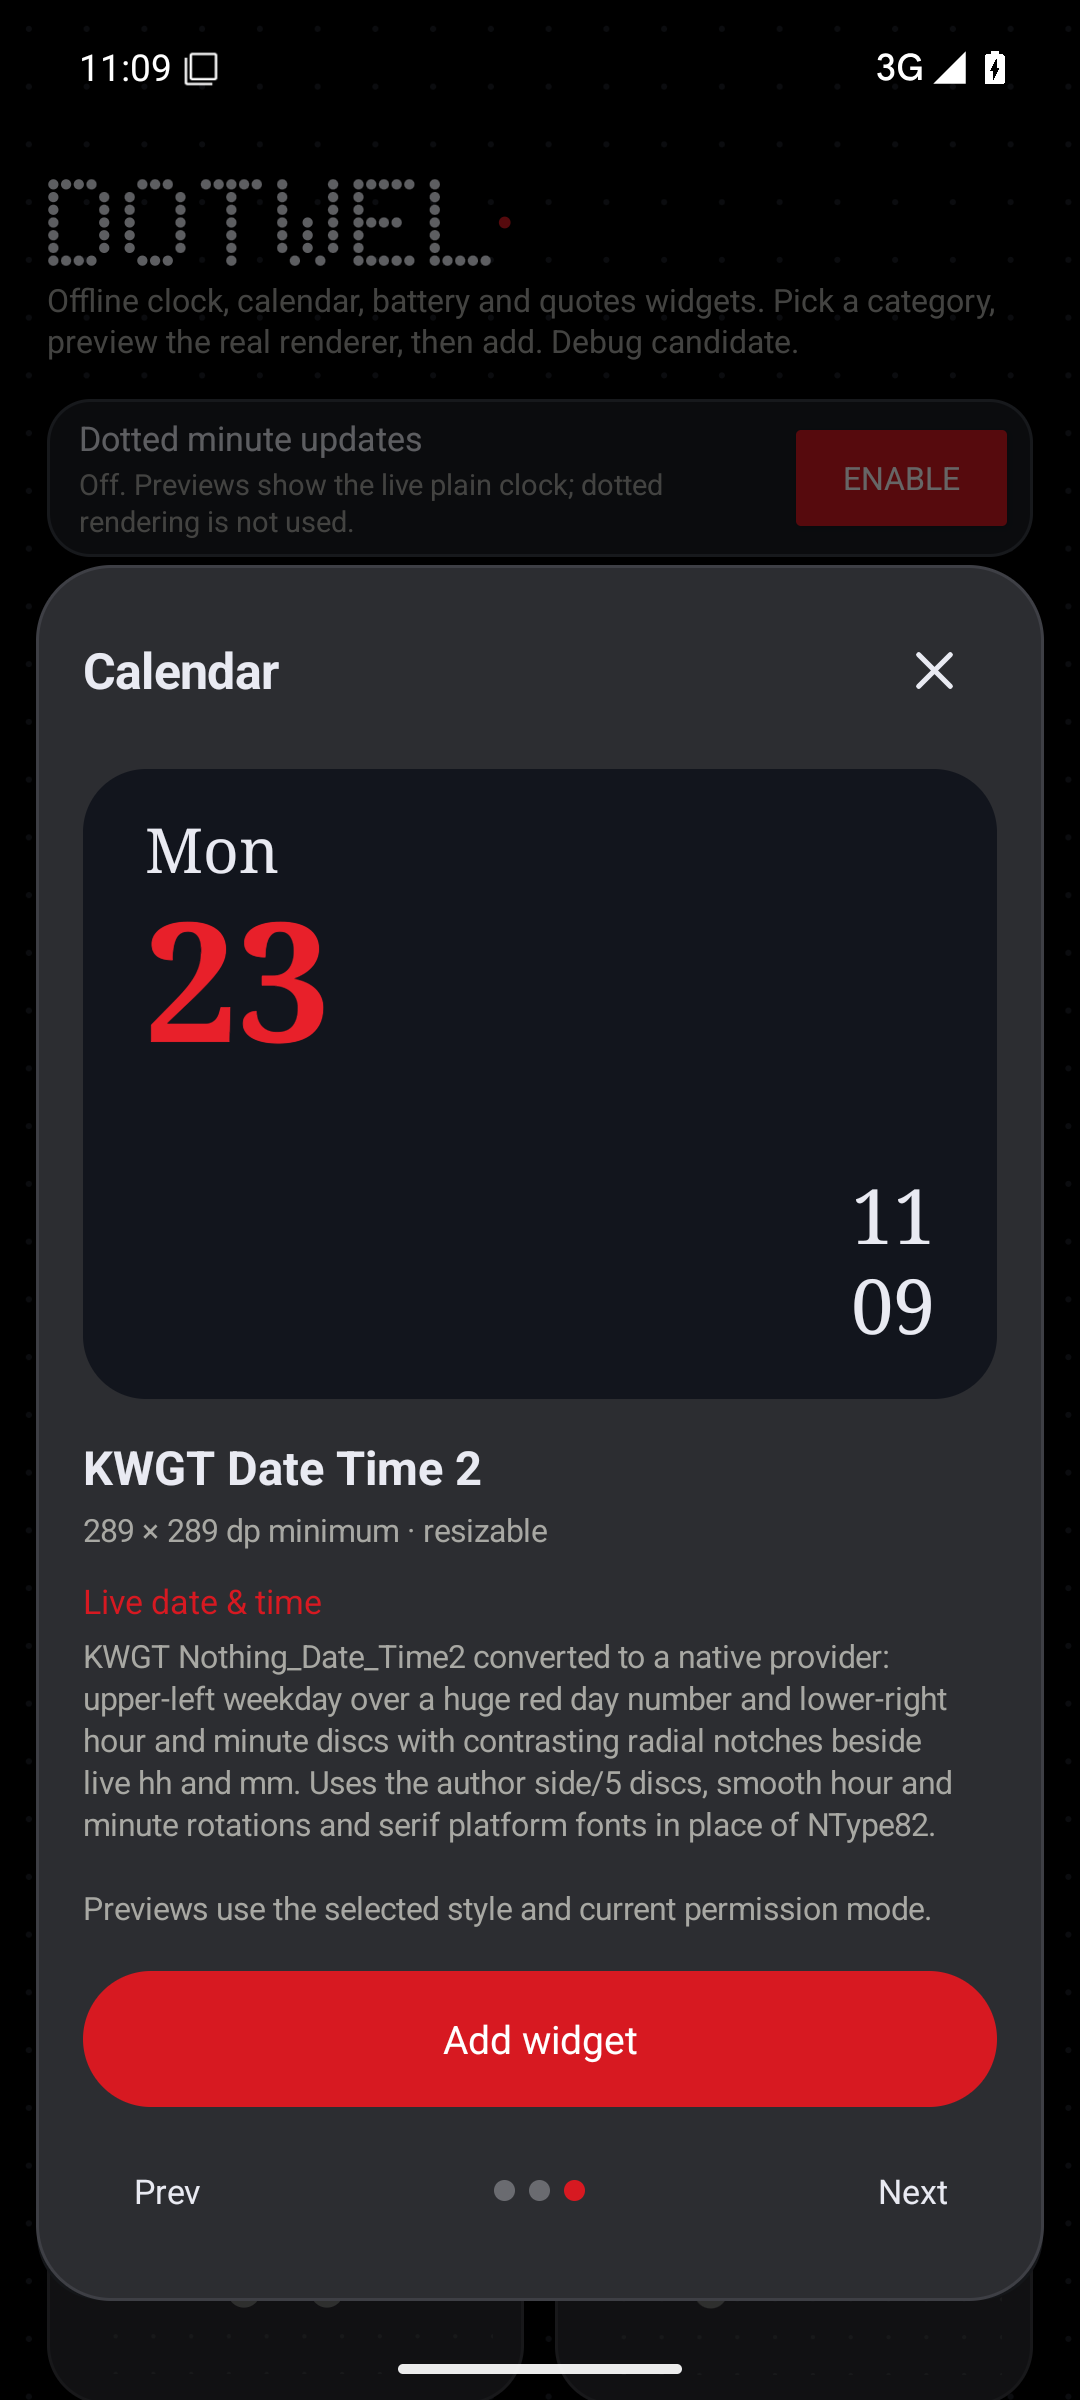 11:09
3G
DOTWEL
Offline clock, calendar, battery and quotes widgets. Pick a category,
preview the real renderer, then add. Debug candidate.
Dotted minute updates
Off. Previews show the live plain clock; dotted
rendering is not used.
ENABLE
Calendar
Mon
23
11
09
KWGT Date Time 2
289 × 289 dp minimum · resizable
Live date & time
KWGT Nothing_Date_Time2 converted to a native provider:
upper-left weekday over a huge red day number and lower-right
hour and minute discs with contrasting radial notches beside
live hh and mm. Uses the author side/5 discs, smooth hour and
minute rotations and serif platform fonts in place of NType82.
Previews use the selected style and current permission mode.
Add widget
Prev
Next